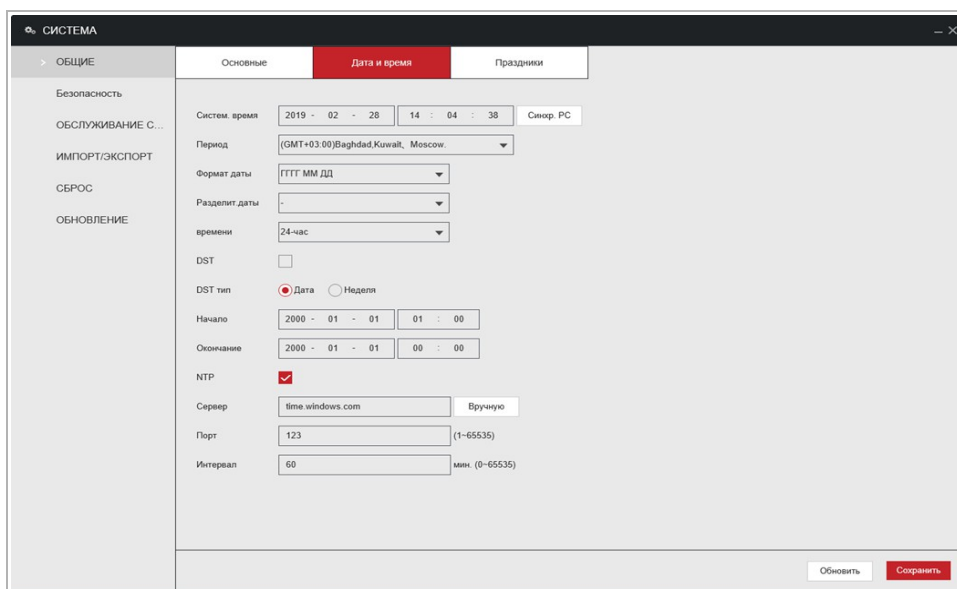 СИСТЕМА
> ОБЩИЕ
Безопасность
ОБСЛУЖИВАНИЕ С...
ИМПОРТ/ЭКСПОРТ
СБРОС
ОБНОВЛЕНИЕ
Основные Дата и время Праздники
Систем. время 2019 - 02 - 28 14 : 04 : 38 Синхр. PC
Период (GMT+03:00)Baghdad,Kuwait, Moscow.
Формат даты ГГГГ ММ ДД
Разделит.даты -
времени 24-час
DST
DST тип Дата Неделя
Начало 2000 - 01 - 01 01 : 00
Окончание 2000 - 01 - 01 00 : 00
NTP
Сервер time.windows.com Вручную
Порт 123 (1~65535)
Интервал 60 мин. (0~65535)
Обновить Сохранить